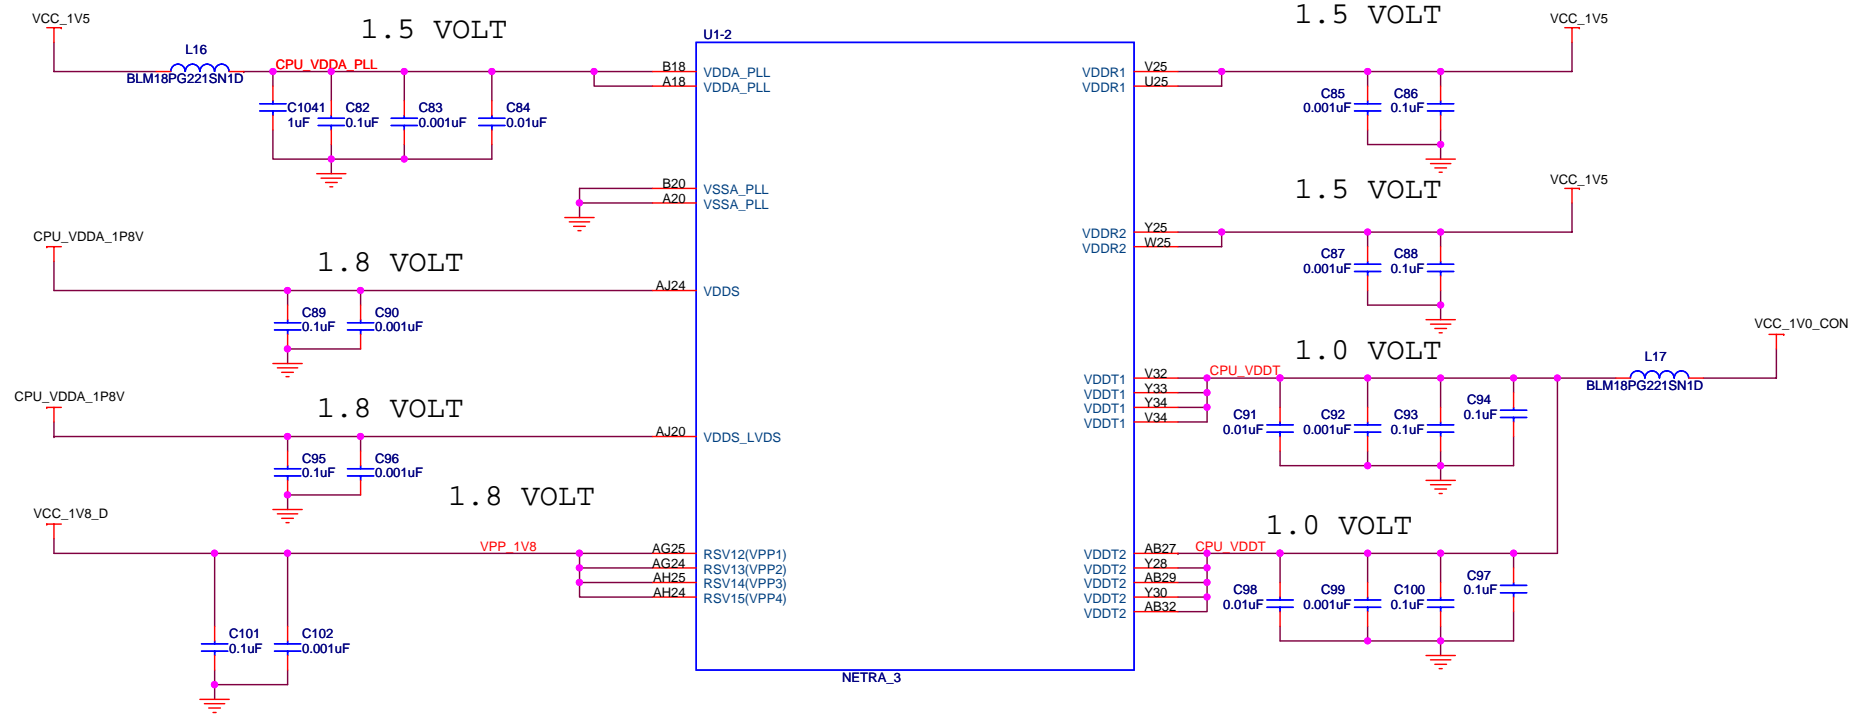 VCC_1V5
1.5 VOLT
L16
BLM18PG221SN1D
CPU_VDDA_PLL
C1041
1uF
C82
0.1uF
C83
0.001uF
C84
0.01uF
B18
A18
B20
A20
CPU_VDDA_1P8V
1.8 VOLT
AJ24
C89
0.1uF
C90
0.001uF
CPU_VDDA_1P8V
1.8 VOLT
AJ20
C95
0.1uF
C96
0.001uF
1.8 VOLT
VCC_1V8_D
VPP_1V8
AG25
AG24
AH25
AH24
C101
0.1uF
C102
0.001uF
U1-2
VDDA_PLL
VDDA_PLL
VSSA_PLL
VSSA_PLL
VDDS
VDDS_LVDS
RSV12(VPP1)
RSV13(VPP2)
RSV14(VPP3)
RSV15(VPP4)
VDDR1
VDDR1
VDDR2
VDDR2
VDDT1
VDDT1
VDDT1
VDDT1
VDDT2
VDDT2
VDDT2
VDDT2
VDDT2
NETRA_3
1.5 VOLT
VCC_1V5
V25
U25
C85
0.001uF
C86
0.1uF
1.5 VOLT
VCC_1V5
Y25
W25
C87
0.001uF
C88
0.1uF
VCC_1V0_CON
1.0 VOLT
L17
BLM18PG221SN1D
CPU_VDDT
V32
Y33
Y34
V34
C91
0.01uF
C92
0.001uF
C93
0.1uF
C94
0.1uF
1.0 VOLT
CPU_VDDT
AB27
Y28
AB29
Y30
AB32
C98
0.01uF
C99
0.001uF
C100
0.1uF
C97
0.1uF